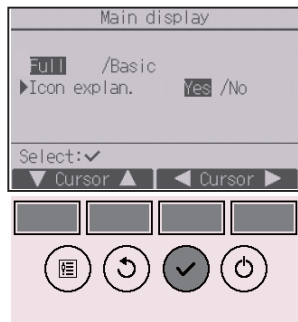 Main display
Full /Basic
▶Icon explan. Yes /No
Select:✓
▼ Cursor ▲ ◀ Cursor ▶